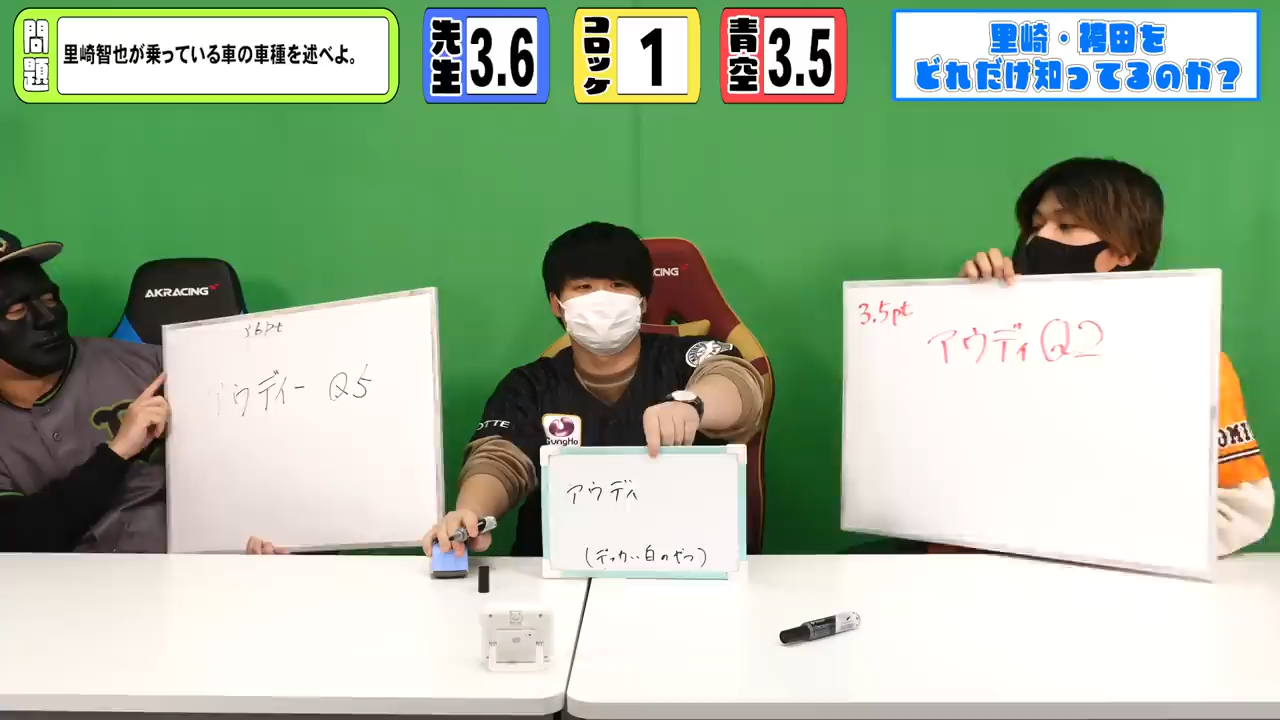 問題
里崎智也が乗っている車の車種を述べよ。
先生
3.6
コロッケ
1
青・空
3.5
里崎・袴田を
どれだけ知ってるのか？
AKRACING
RACING
3.6pt
アウディー Q5
OTTE
GungHo
アウディ
(デッカい白のやつ)
3.5pt
アウディQ2
OMI